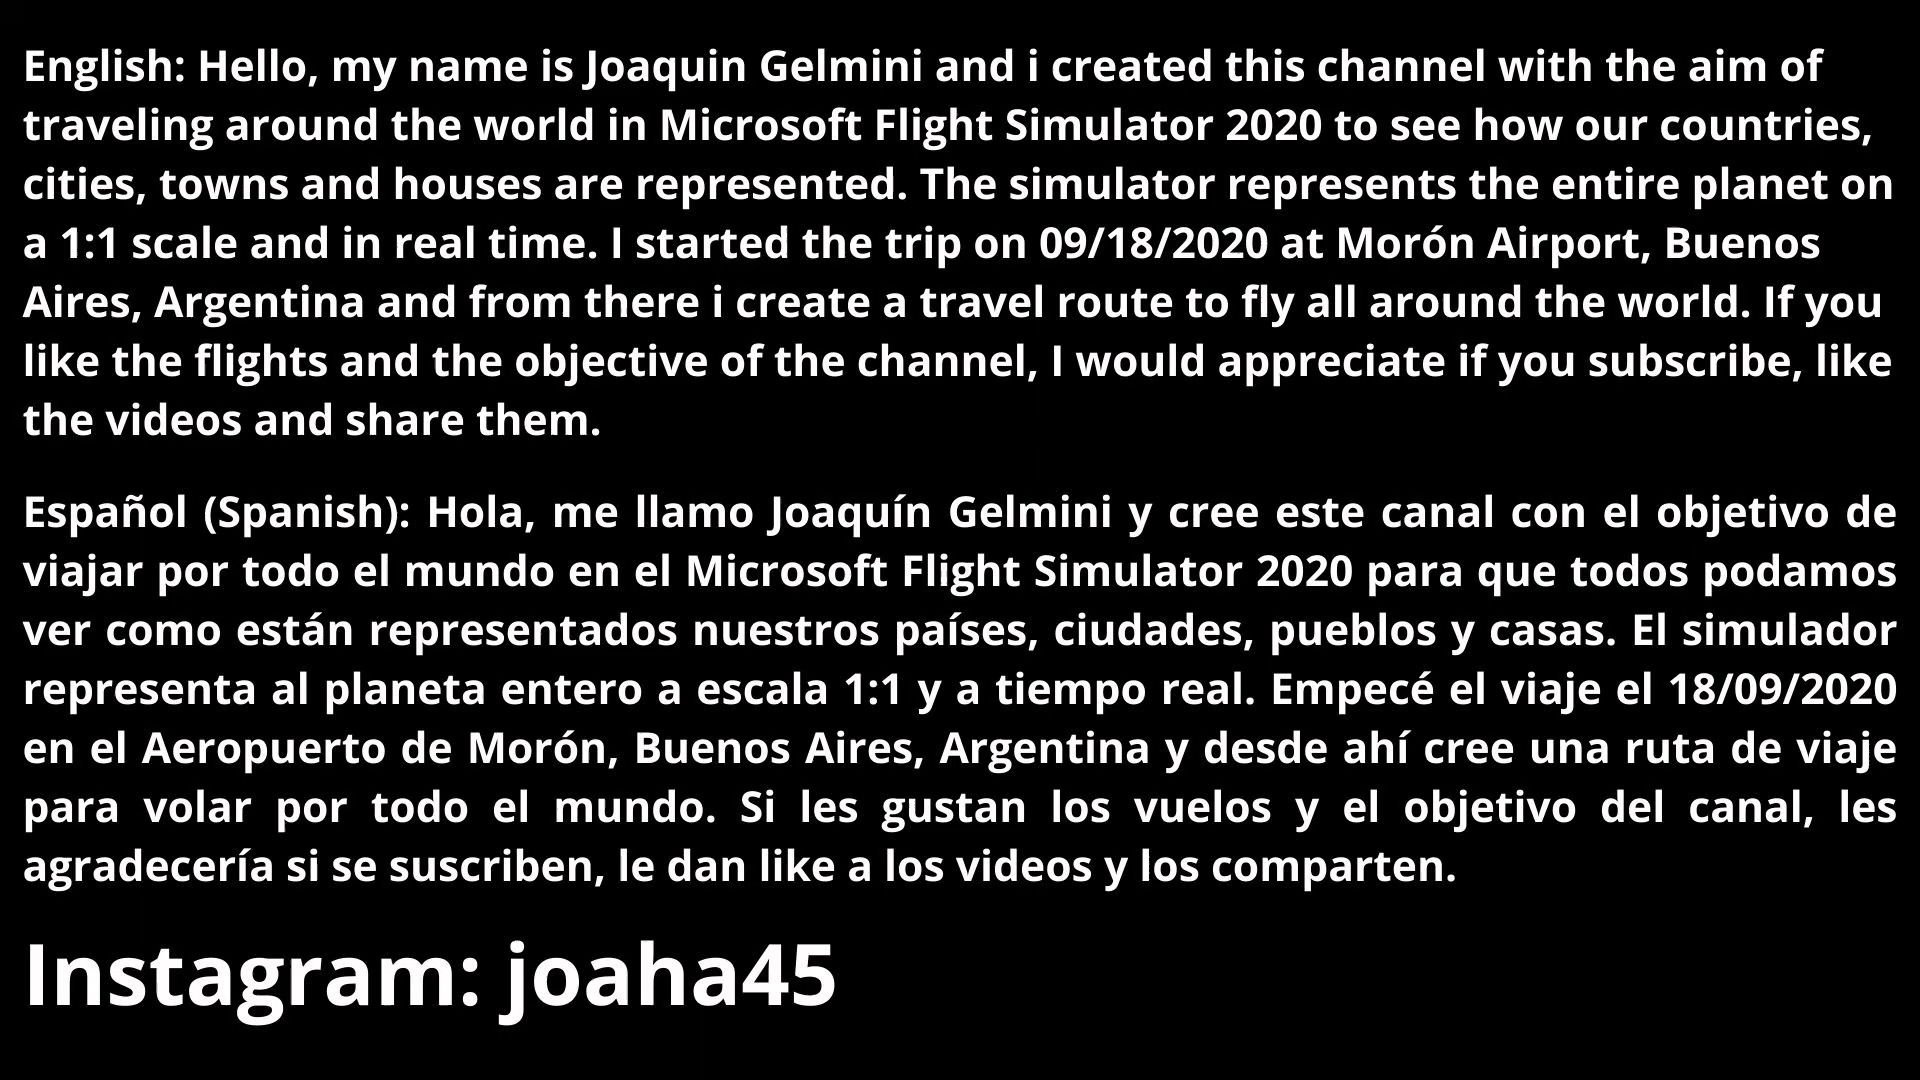 English: Hello, my name is Joaquin Gelmini and i created this channel with the aim of
traveling around the world in Microsoft Flight Simulator 2020 to see how our countries,
cities, towns and houses are represented. The simulator represents the entire planet on
a 1:1 scale and in real time. I started the trip on 09/18/2020 at Morón Airport, Buenos
Aires, Argentina and from there i create a travel route to fly all around the world. If you
like the flights and the objective of the channel, I would appreciate if you subscribe, like
the videos and share them.
Español (Spanish): Hola, me llamo Joaquín Gelmini y cree este canal con el objetivo de
viajar por todo el mundo en el Microsoft Flight Simulator 2020 para que todos podamos
ver como están representados nuestros países, ciudades, pueblos y casas. El simulador
representa al planeta entero a escala 1:1 y a tiempo real. Empecé el viaje el 18/09/2020
en el Aeropuerto de Morón, Buenos Aires, Argentina y desde ahí cree una ruta de viaje
para volar por todo el mundo. Si les gustan los vuelos y el objetivo del canal, les
agradecería si se suscriben, le dan like a los videos y los comparten.
Instagram: joaha45